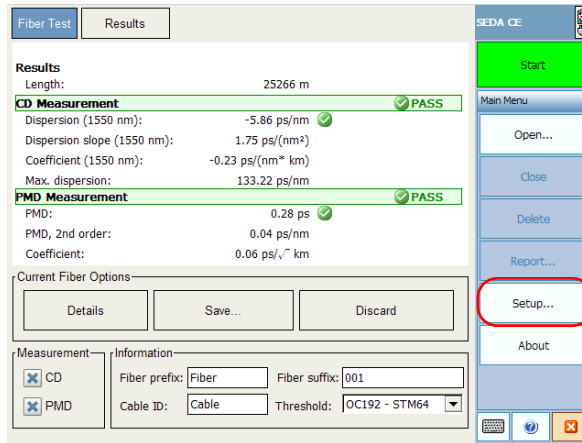 Fiber Test
Results
SEDA CE
Start
Results
Length: 25266 m
CD Measurement PASS
Dispersion (1550 nm): -5.86 ps/nm
Dispersion slope (1550 nm): 1.75 ps/(nm²)
Coefficient (1550 nm): -0.23 ps/(nm* km)
Max. dispersion: 133.22 ps/nm
PMD Measurement PASS
PMD: 0.28 ps
PMD, 2nd order: 0.04 ps/nm
Coefficient: 0.06 ps/√ km
Current Fiber Options
Details
Save...
Discard
Measurement
CD
PMD
Information
Fiber prefix: Fiber
Fiber suffix: 001
Cable ID: Cable
Threshold: OC192 - STM64
Main Menu
Open...
Close
Delete
Report...
Setup...
About